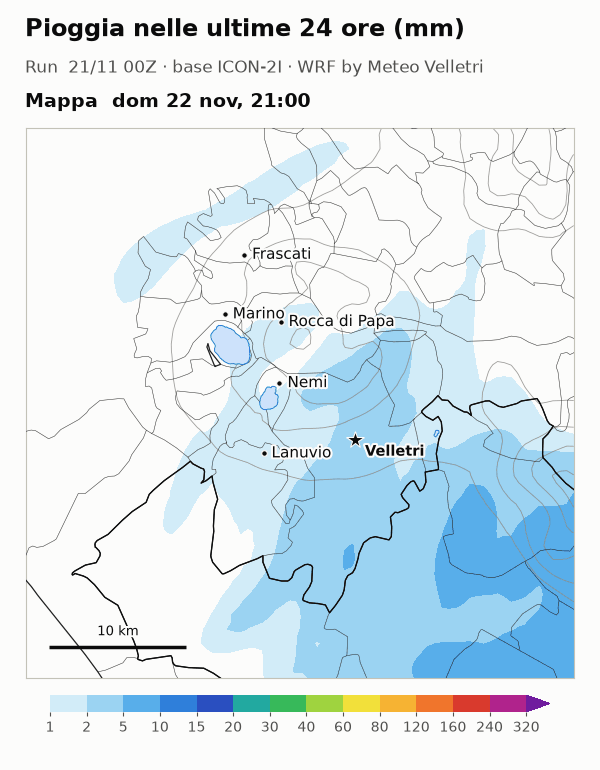 Pioggia nelle ultime 24 ore (mm)
Run  21/11 00Z · base ICON-2I · WRF by Meteo Velletri
Mappa  dom 22 nov, 21:00
Frascati
Marino
Rocca di Papa
Nemi
Velletri
Lanuvio
10 km
1 2 5 10 15 20 30 40 60 80 120 160 240 320